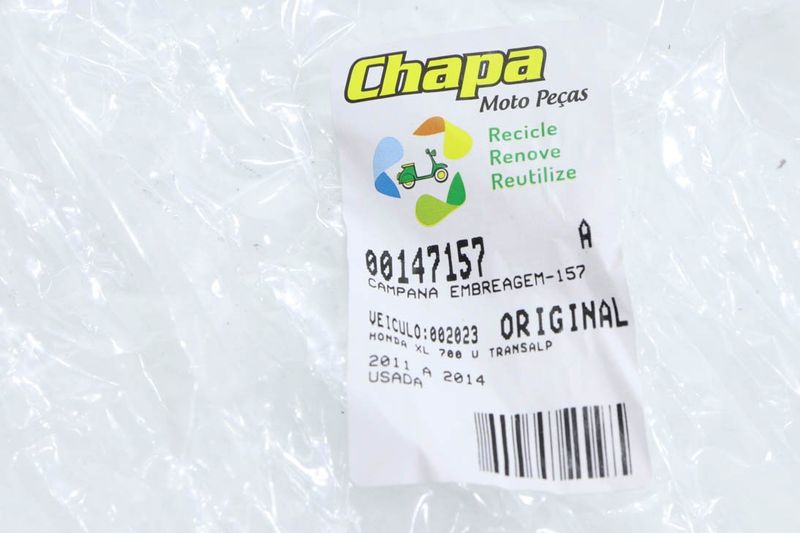 Chapa
Moto Peças
Recicle
Renove
Reutilize
A
00147157
CAMPANA EMBREAGEM-157
VEICULO:002023 ORIGINAL
HONDA XL 700 V TRANSALP
2011 A 2014
USADA